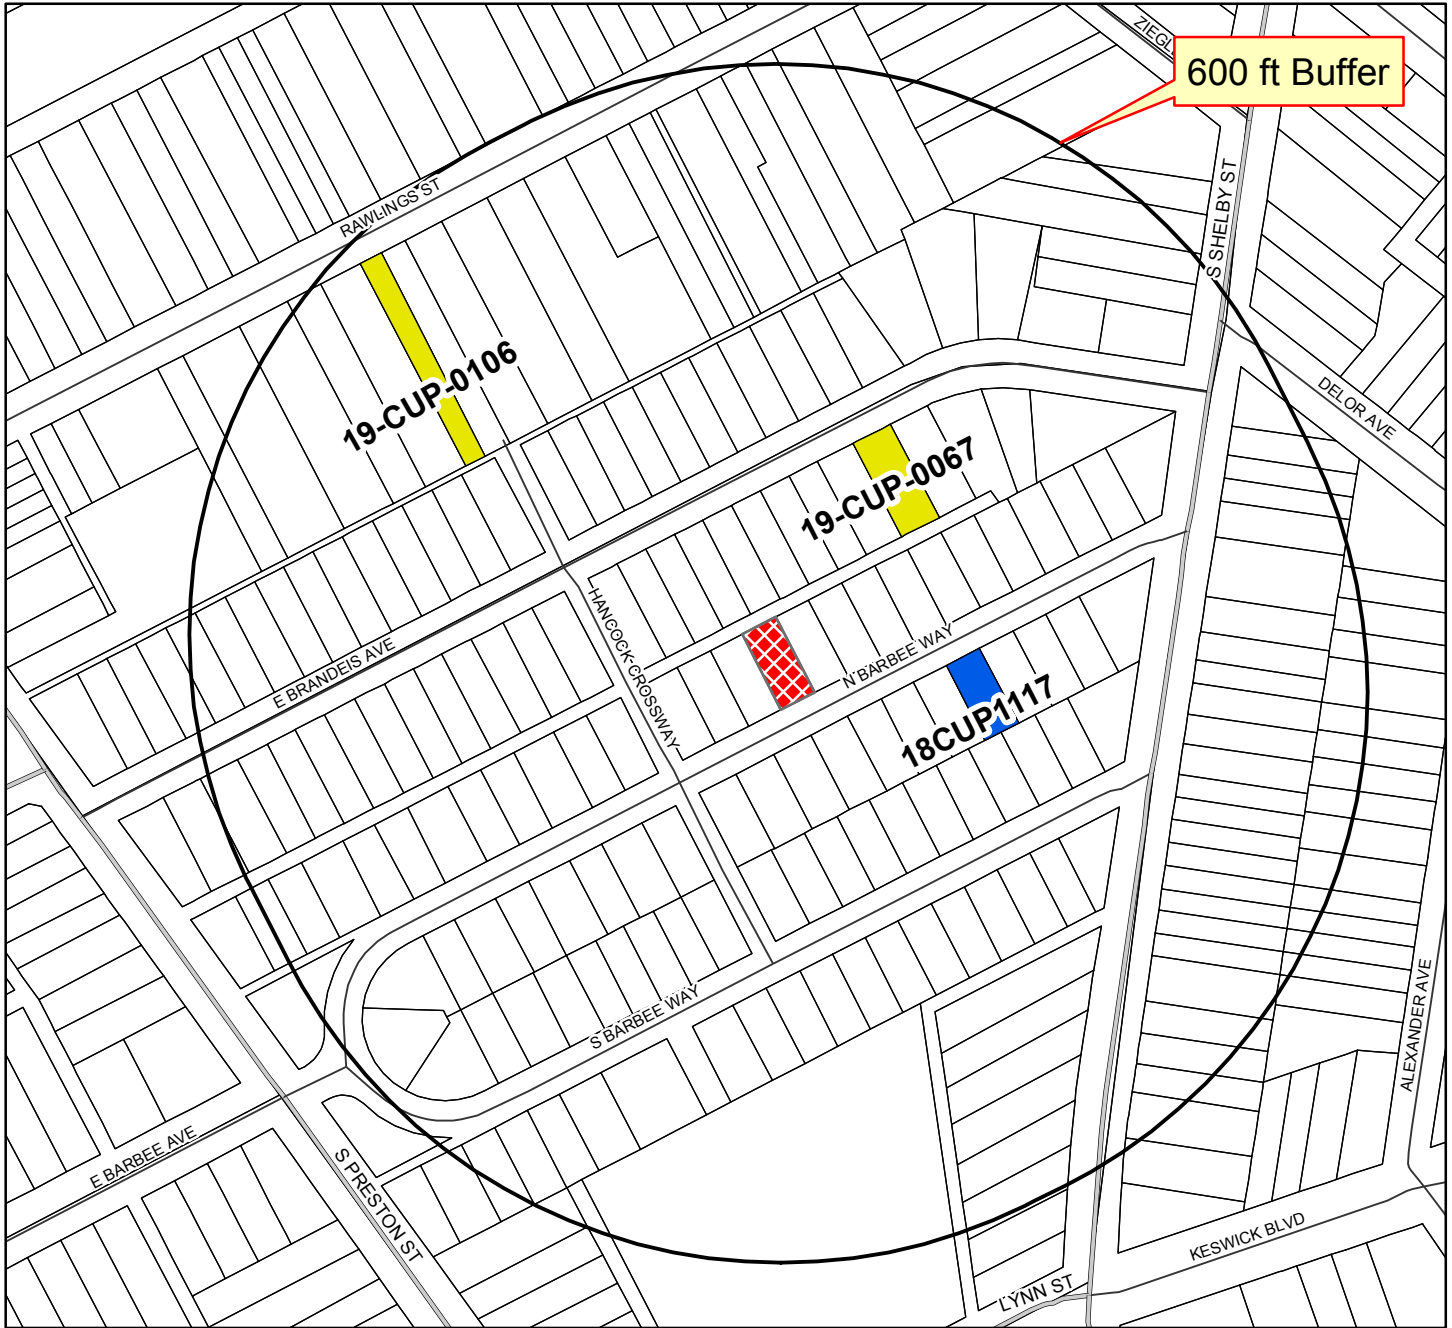 600 ft Buffer
RAWLINGS ST
S SHELBY ST
19-CUP-0106
DELOR AVE
19-CUP-0067
HANCOCK CROSSWAY
E BRANDEIS AVE
N BARBEE WAY
18CUP1117
S BARBEE WAY
ALEXANDER AVE
E BARBEE AVE
S PRESTON ST
KESWICK BLVD
LYNN ST